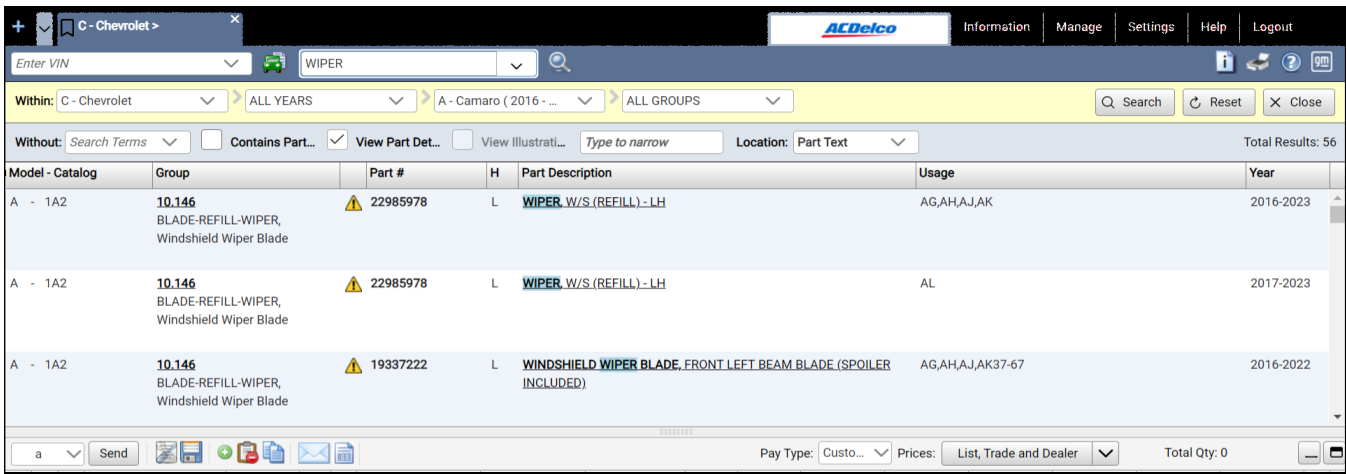 + C - Chevrolet > ×
ACDelco Information Manage Settings Help Logout
Enter VIN WIPER i ? gm
Within: C - Chevrolet ALL YEARS A - Camaro ( 2016 - ... ALL GROUPS Search Reset Close
Without: Search Terms Contains Part... View Part Det... View Illustrati... Type to narrow Location: Part Text Total Results: 56
Model - Catalog Group Part # H Part Description Usage Year
A - 1A2 10.146 22985978 L WIPER, W/S (REFILL) - LH AG,AH,AJ,AK 2016-2023
BLADE-REFILL-WIPER,
Windshield Wiper Blade
A - 1A2 10.146 22985978 L WIPER, W/S (REFILL) - LH AL 2017-2023
BLADE-REFILL-WIPER,
Windshield Wiper Blade
A - 1A2 10.146 19337222 L WINDSHIELD WIPER BLADE, FRONT LEFT BEAM BLADE (SPOILER AG,AH,AJ,AK37-67 2016-2022
BLADE-REFILL-WIPER, INCLUDED)
Windshield Wiper Blade
a Send Pay Type: Custo... Prices: List, Trade and Dealer Total Qty: 0